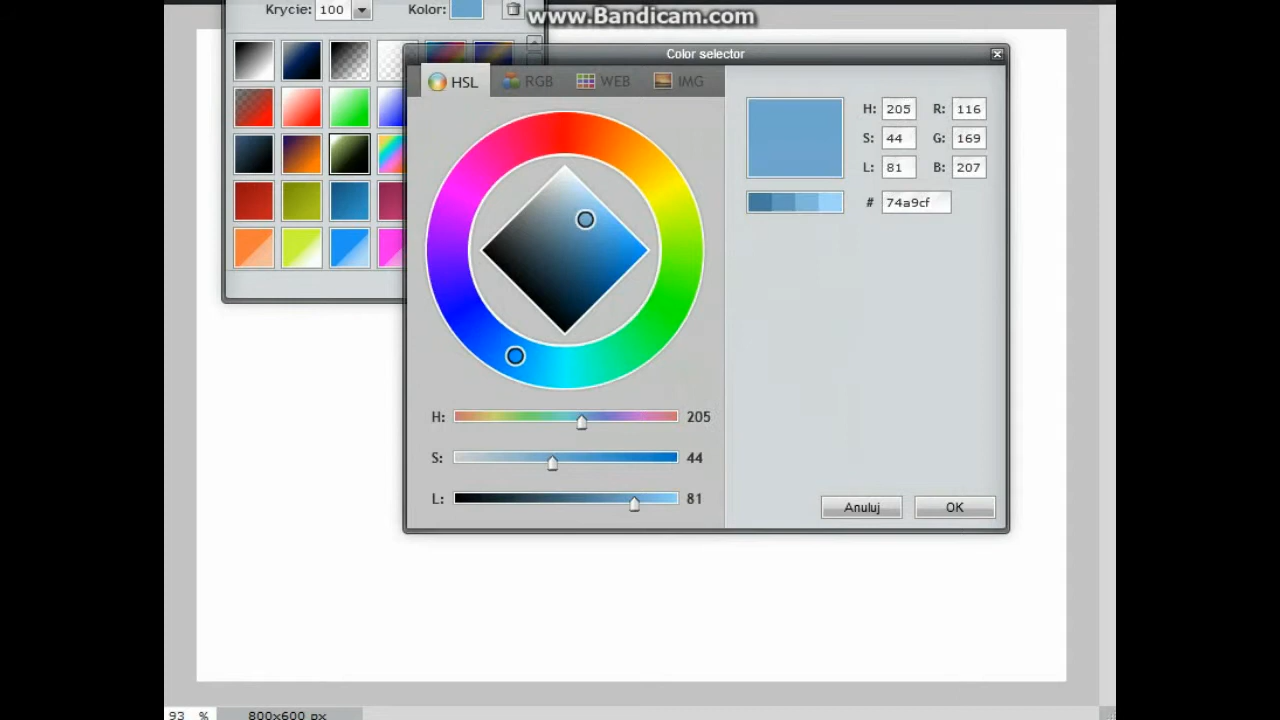 Krycie: 100 Kolor:
www.Bandicam.com
Color selector
HSL RGB WEB IMG
H: 205 R: 116
S: 44 G: 169
L: 81 B: 207
# 74a9cf
H: 205
S: 44
L: 81
Anuluj OK
93 % 800x600 px